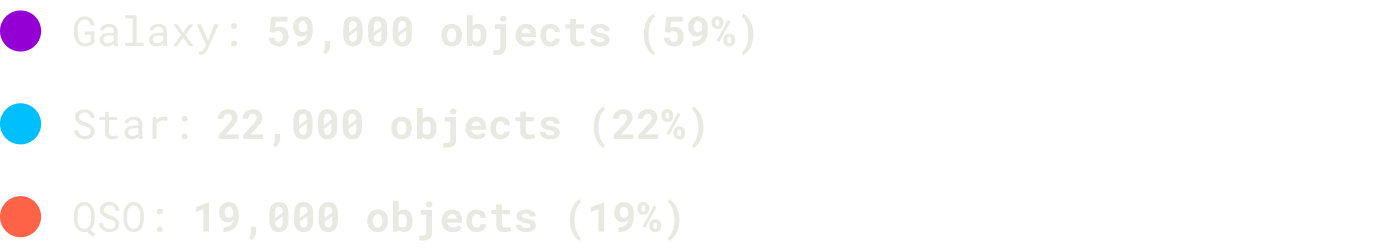 Galaxy: 59,000 objects (59%)
Star: 22,000 objects (22%)
QSO: 19,000 objects (19%)